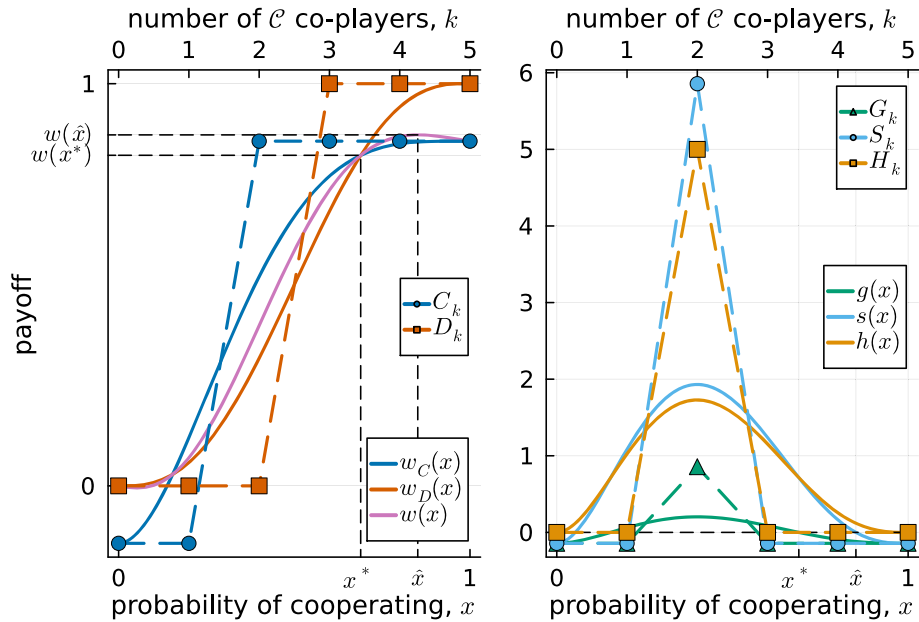 number of 𝒞 co-players, k
0 1 2 3 4 5
1
w(x̂)
w(x*)
0
payoff
C_k
D_k
w_C(x)
w_D(x)
w(x)
0 x* x̂ 1
probability of cooperating, x
number of 𝒞 co-players, k
0 1 2 3 4 5
6
5
4
3
2
1
0
G_k
S_k
H_k
g(x)
s(x)
h(x)
0 x* x̂ 1
probability of cooperating, x